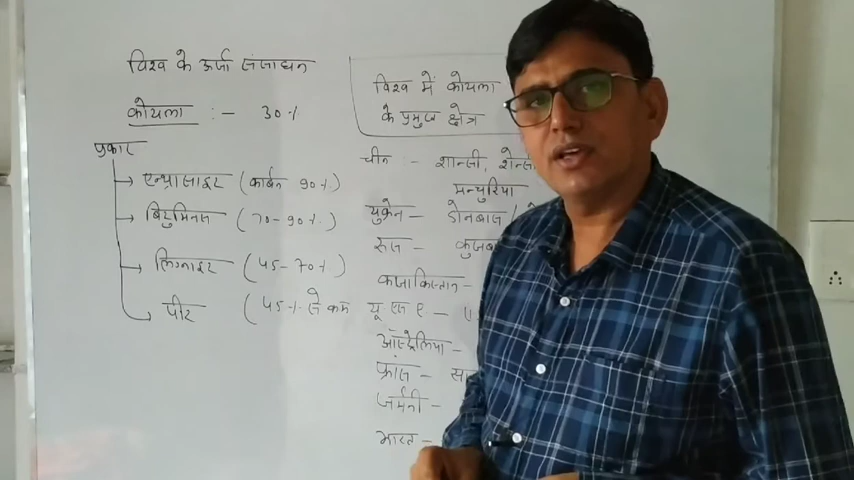 विश्व के ऊर्जा संसाधन
कोयला :- 30%
प्रकार
एन्थ्रासाइट (कार्बन 90%)
बिटुमिनस (70-90%)
लिग्नाइट (45-70%)
पीट (45% से कम
विश्व में कोयला
के प्रमुख क्षेत्र
चीन :- शान्सी, शेन्सी
मन्चुरिया
युक्रेन - डोनबास /
रूस - कुजबा
कजाकिस्तान -
यू एस ए -
ऑस्ट्रेलिया -
फ्रांस - सा
जर्मनी -
भारत -